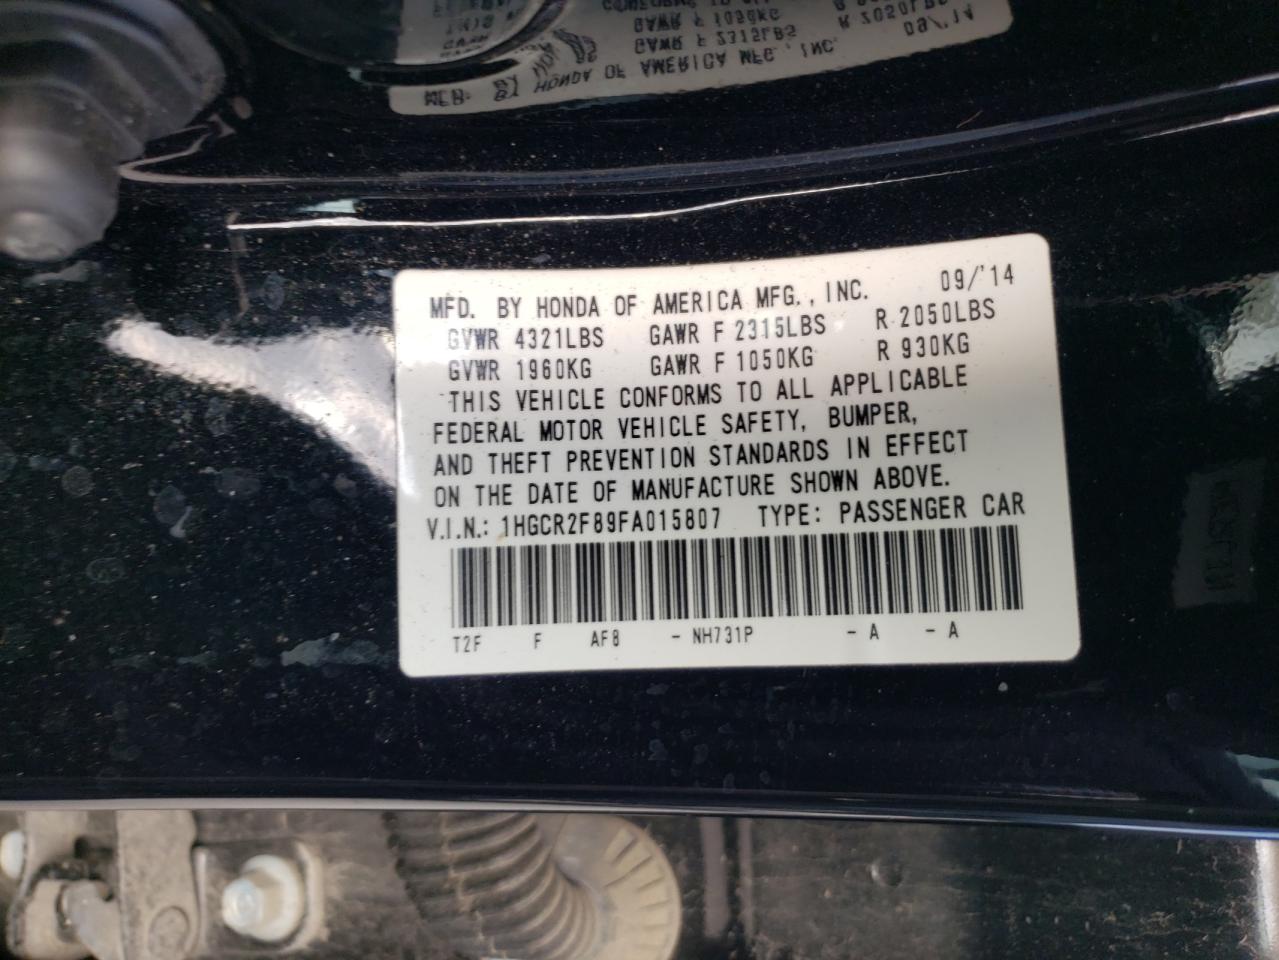 MFD. BY HONDA OF AMERICA MFG., INC. 09/'14
GVWR 4321LBS GAWR F 2315LBS R 2050LBS
GVWR 1960KG GAWR F 1050KG R 930KG
THIS VEHICLE CONFORMS TO ALL APPLICABLE
FEDERAL MOTOR VEHICLE SAFETY, BUMPER,
AND THEFT PREVENTION STANDARDS IN EFFECT
ON THE DATE OF MANUFACTURE SHOWN ABOVE.
V.I.N.: 1HGCR2F89FA015807 TYPE: PASSENGER CAR
T2F F AF8 - NH731P - A - A